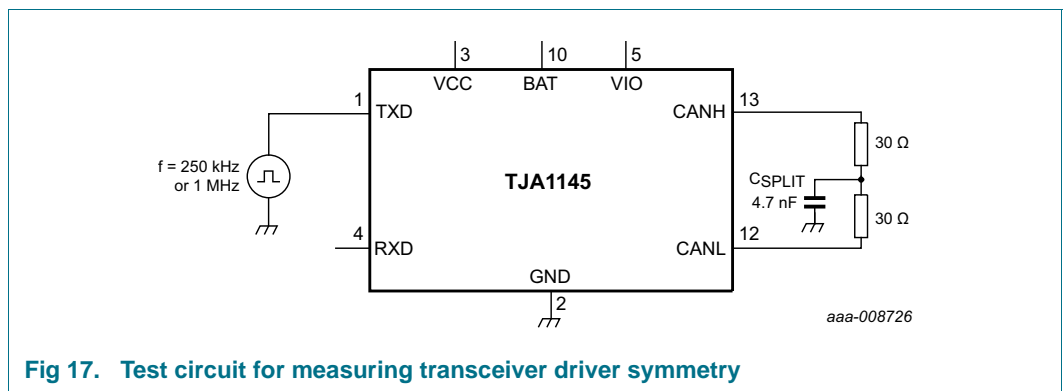 3
10
5
VCC
BAT
VIO
1
TXD
CANH
13
30 Ω
f = 250 kHz
or 1 MHz
TJA1145
CSPLIT
4.7 nF
30 Ω
4
RXD
CANL
12
GND
2
aaa-008726
Fig 17. Test circuit for measuring transceiver driver symmetry